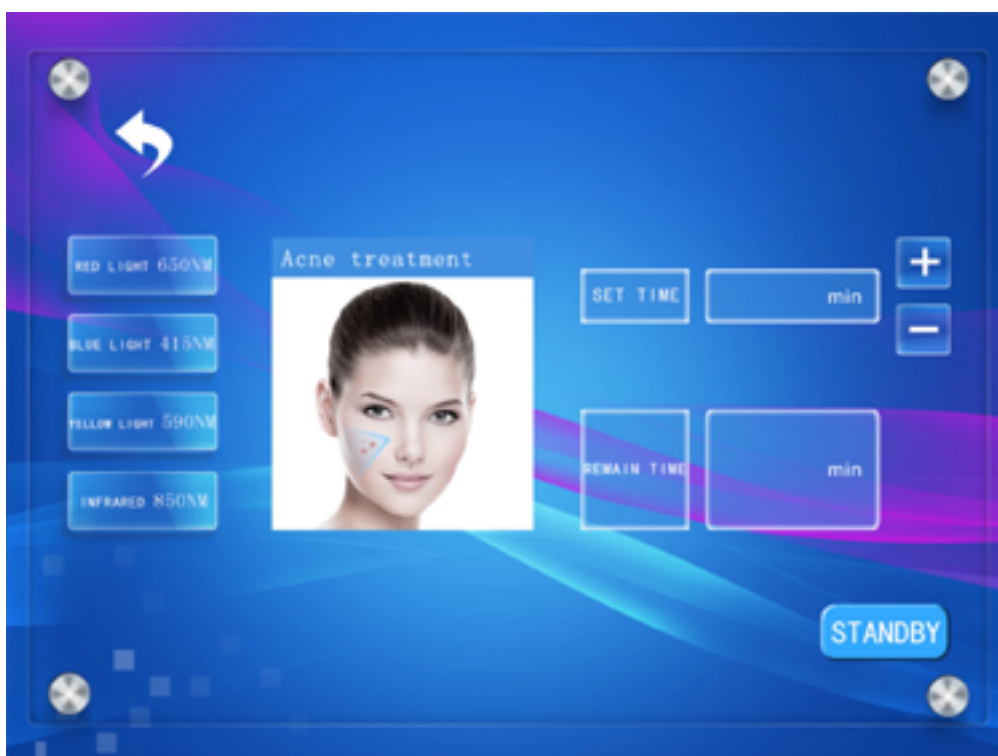 RED LIGHT 650NM
BLUE LIGHT 415NM
YELLOW LIGHT 590NM
INFRARED 850NM
Acne treatment
SET TIME
min
+
−
REMAIN TIME
min
STANDBY